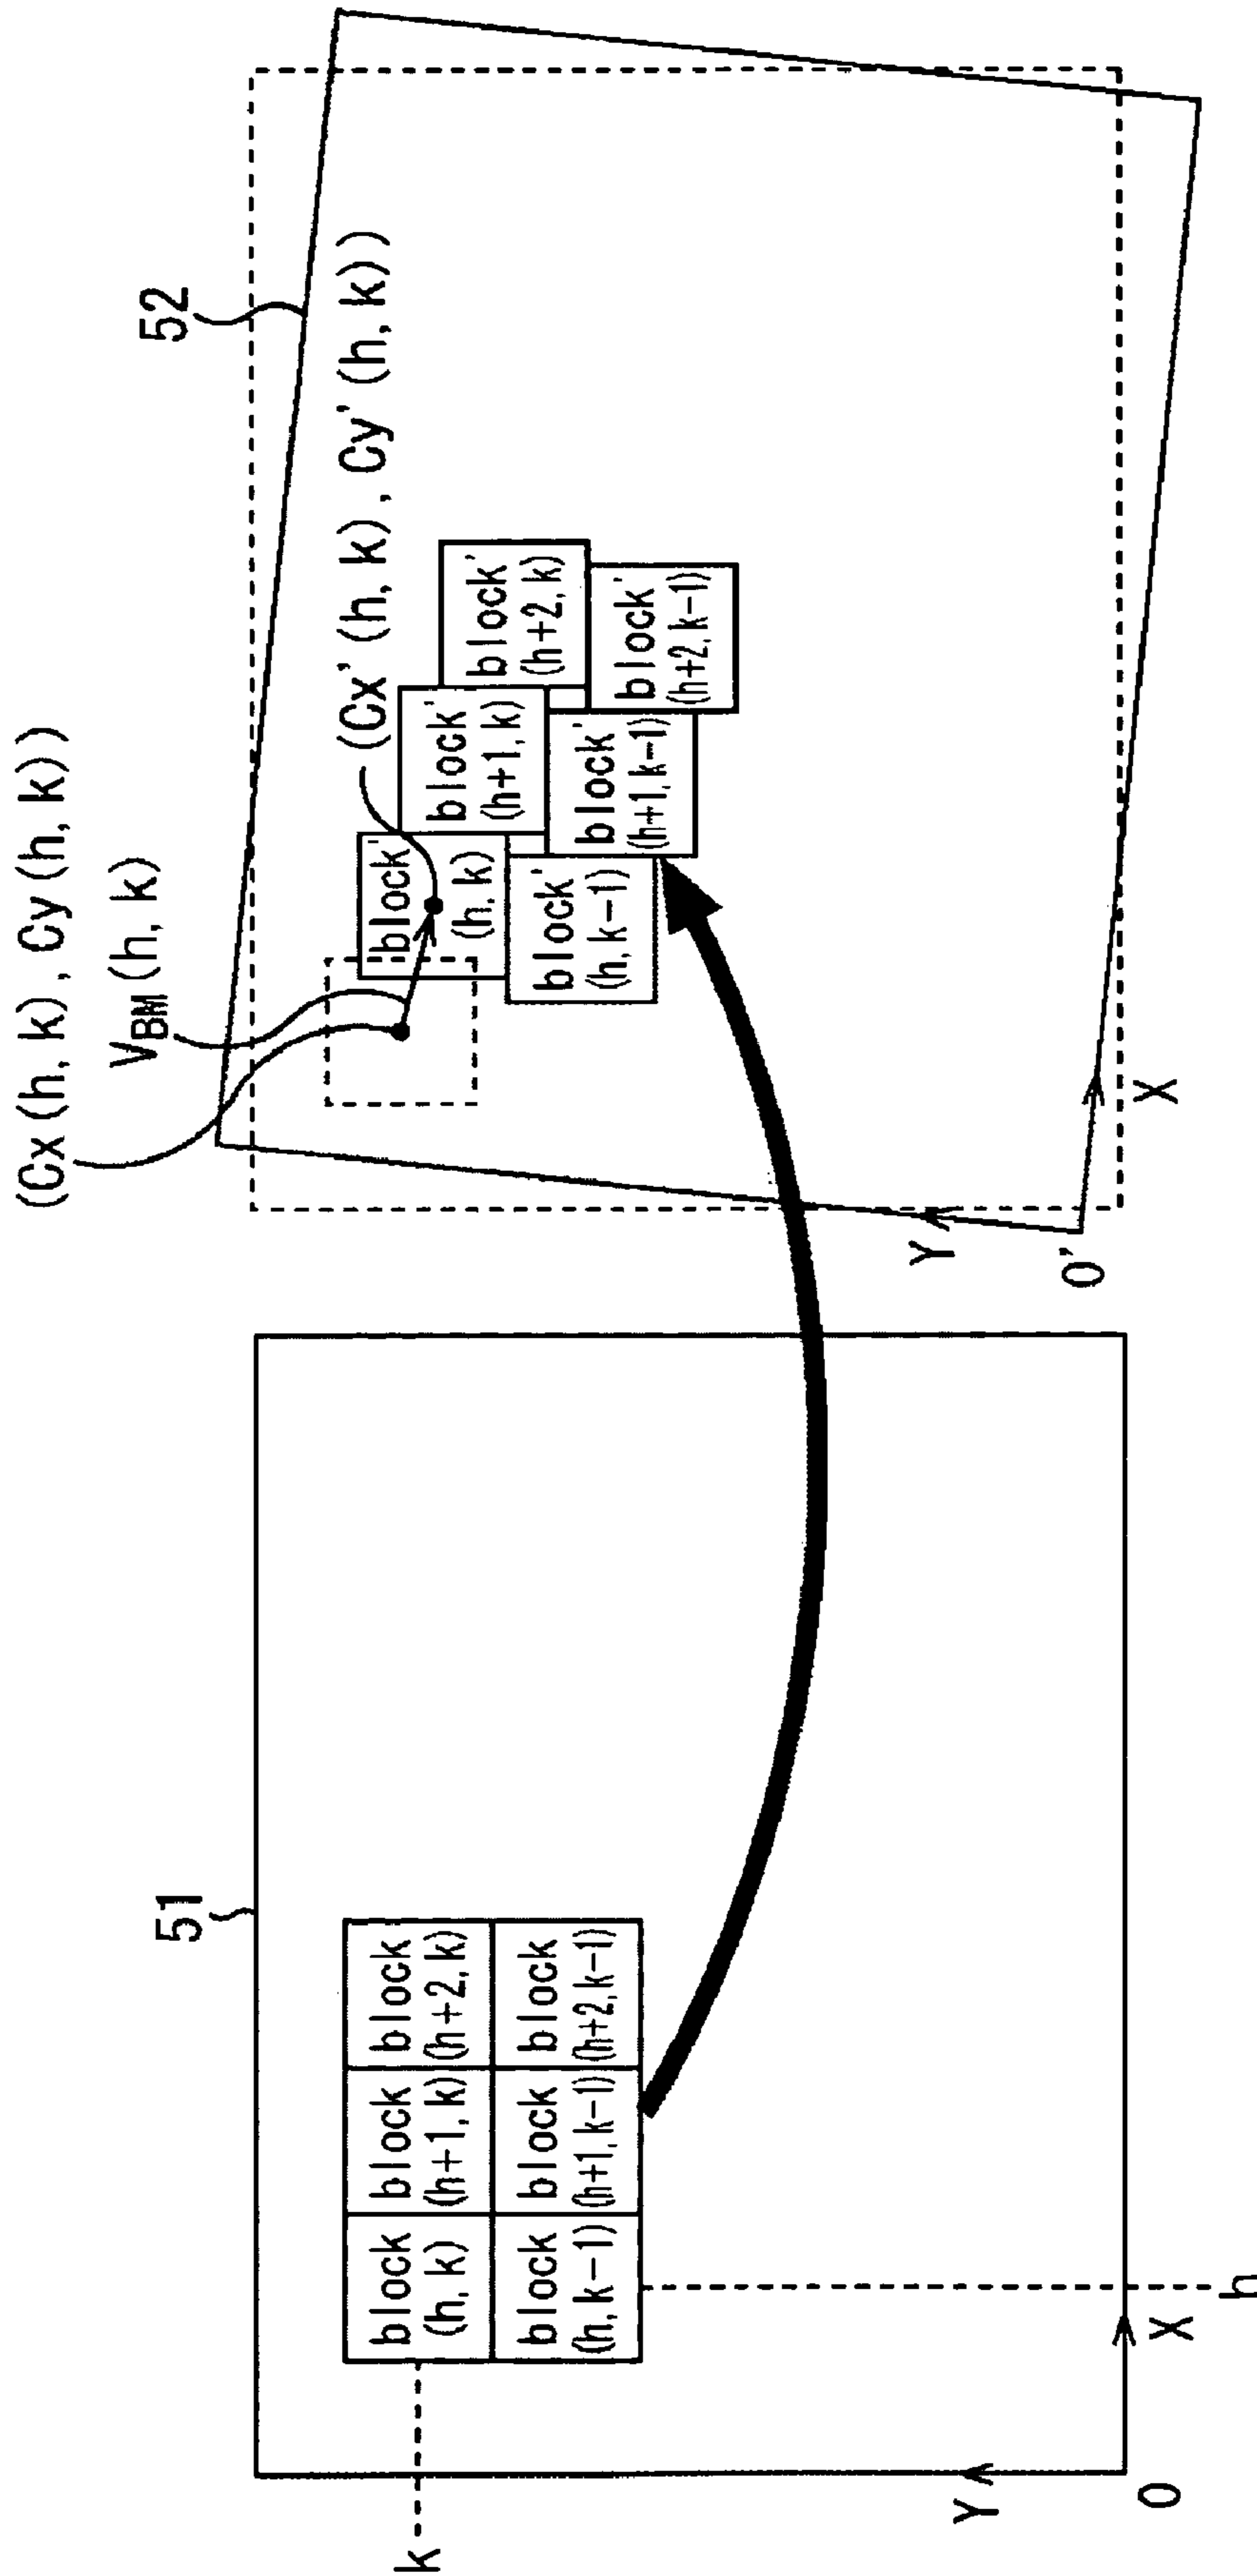 51
block
(h, k)
block
(h+1, k)
block
(h+2, k)
block
(h, k-1)
block
(h+1, k-1)
block
(h+2, k-1)
k
h
Y
X
O
(Cx (h, k), Cy (h, k))
VBM (h, k)
52
(Cx' (h, k), Cy' (h, k))
block'
(h, k)
block'
(h+1, k)
block'
(h+2, k)
block'
(h, k-1)
block'
(h+1, k-1)
block'
(h+2, k-1)
Y
X
O'